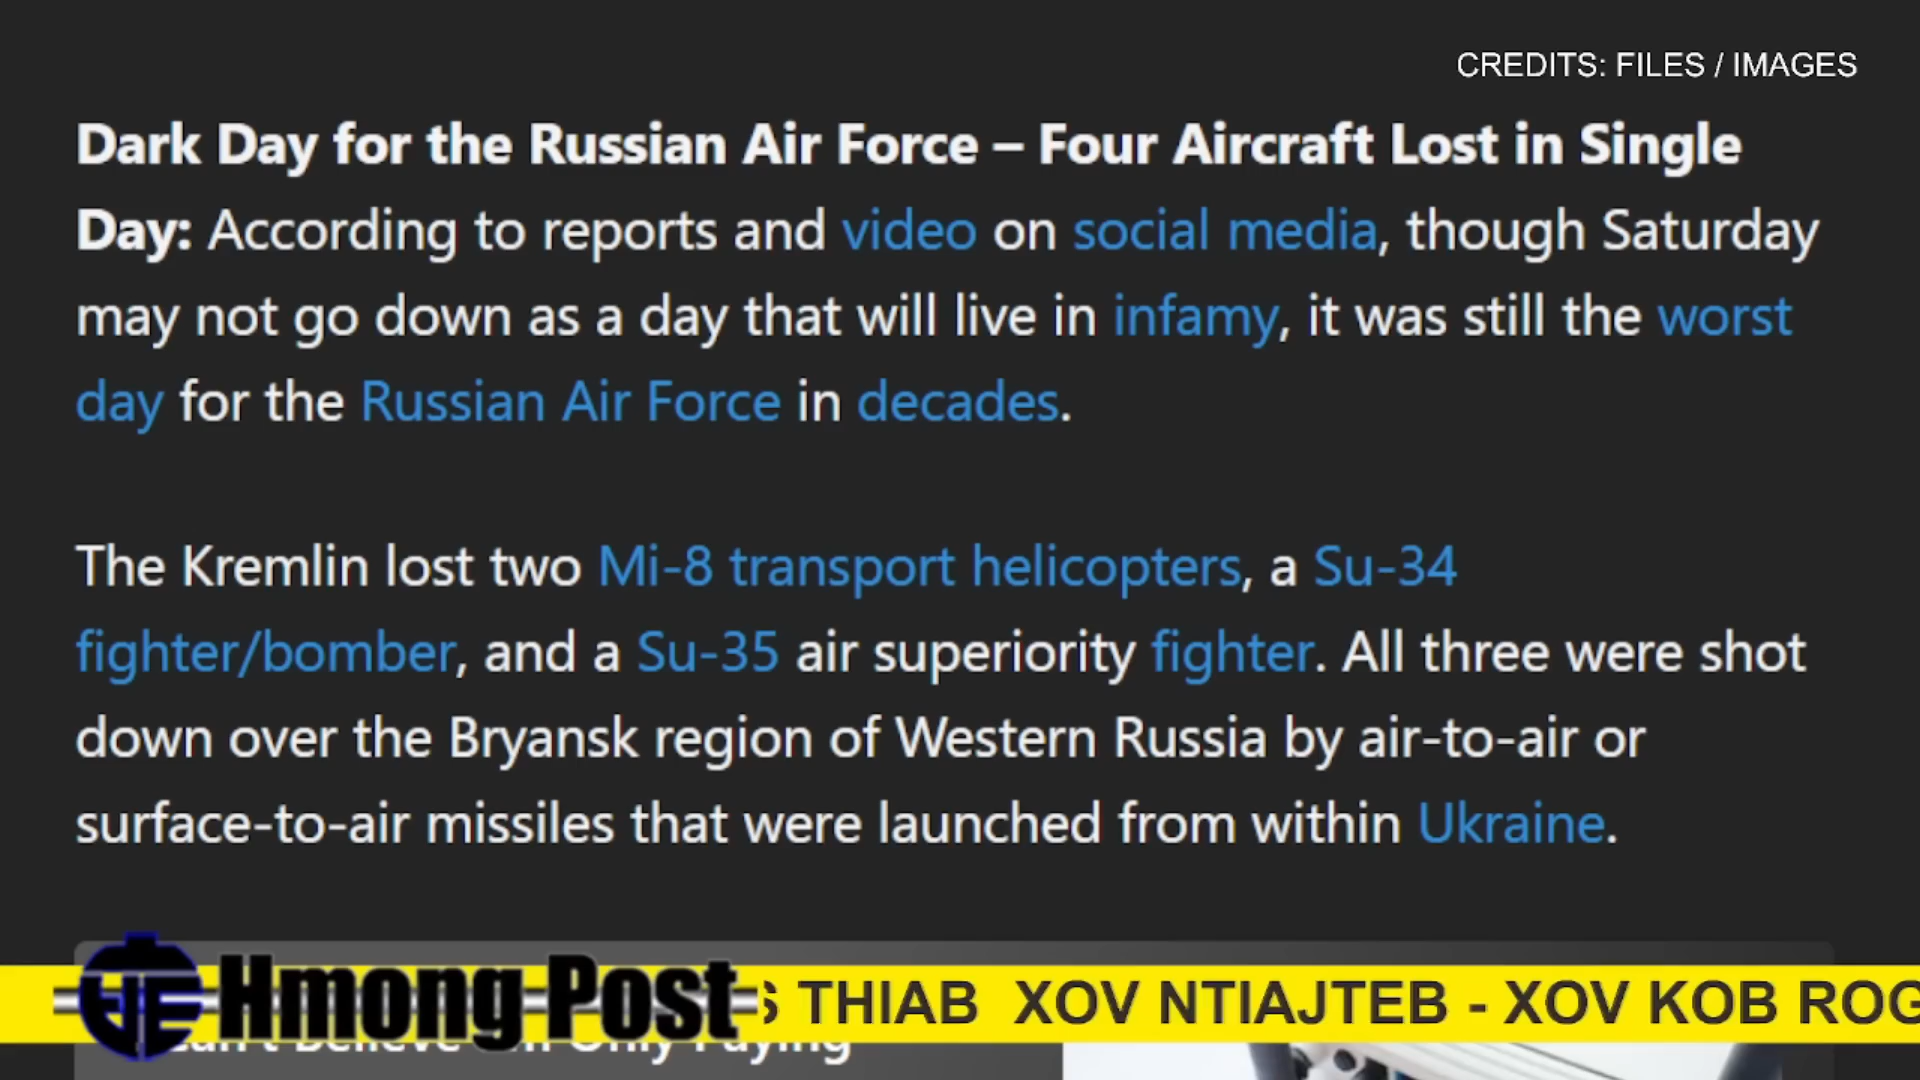 CREDITS: FILES / IMAGES
Dark Day for the Russian Air Force – Four Aircraft Lost in Single
Day: According to reports and video on social media, though Saturday
may not go down as a day that will live in infamy, it was still the worst
day for the Russian Air Force in decades.
The Kremlin lost two Mi-8 transport helicopters, a Su-34
fighter/bomber, and a Su-35 air superiority fighter. All three were shot
down over the Bryansk region of Western Russia by air-to-air or
surface-to-air missiles that were launched from within Ukraine.
Hmong Post THIAB XOV NTIAJTEB - XOV KOB ROG